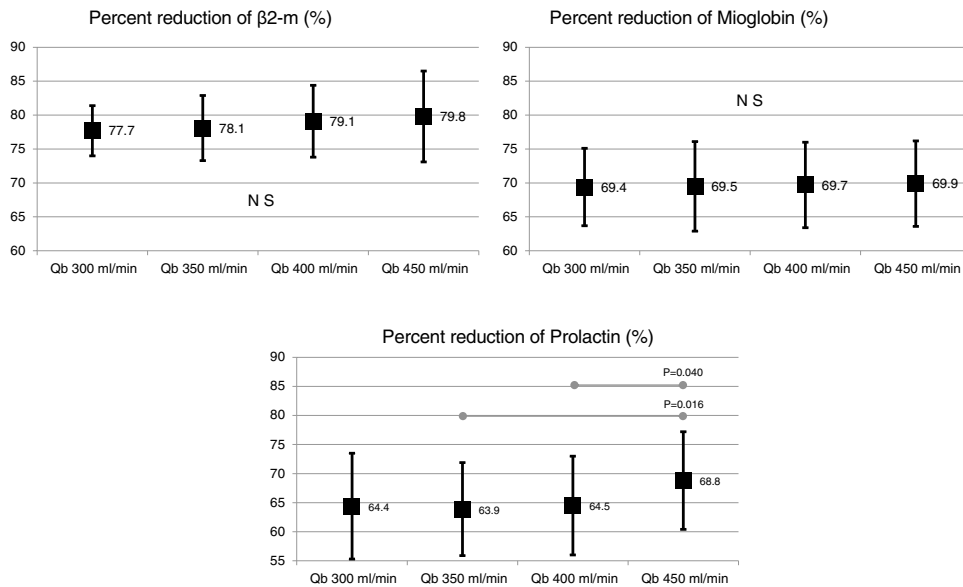 Percent reduction of β2-m (%)
90
85
80
75
70
65
60
77.7
78.1
79.1
79.8
N S
Qb 300 ml/min
Qb 350 ml/min
Qb 400 ml/min
Qb 450 ml/min
Percent reduction of Mioglobin (%)
90
85
80
75
70
65
60
N S
69.4
69.5
69.7
69.9
Qb 300 ml/min
Qb 350 ml/min
Qb 400 ml/min
Qb 450 ml/min
Percent reduction of Prolactin (%)
90
85
80
75
70
65
60
55
P=0.040
P=0.016
64.4
63.9
64.5
68.8
Qb 300 ml/min
Qb 350 ml/min
Qb 400 ml/min
Qb 450 ml/min